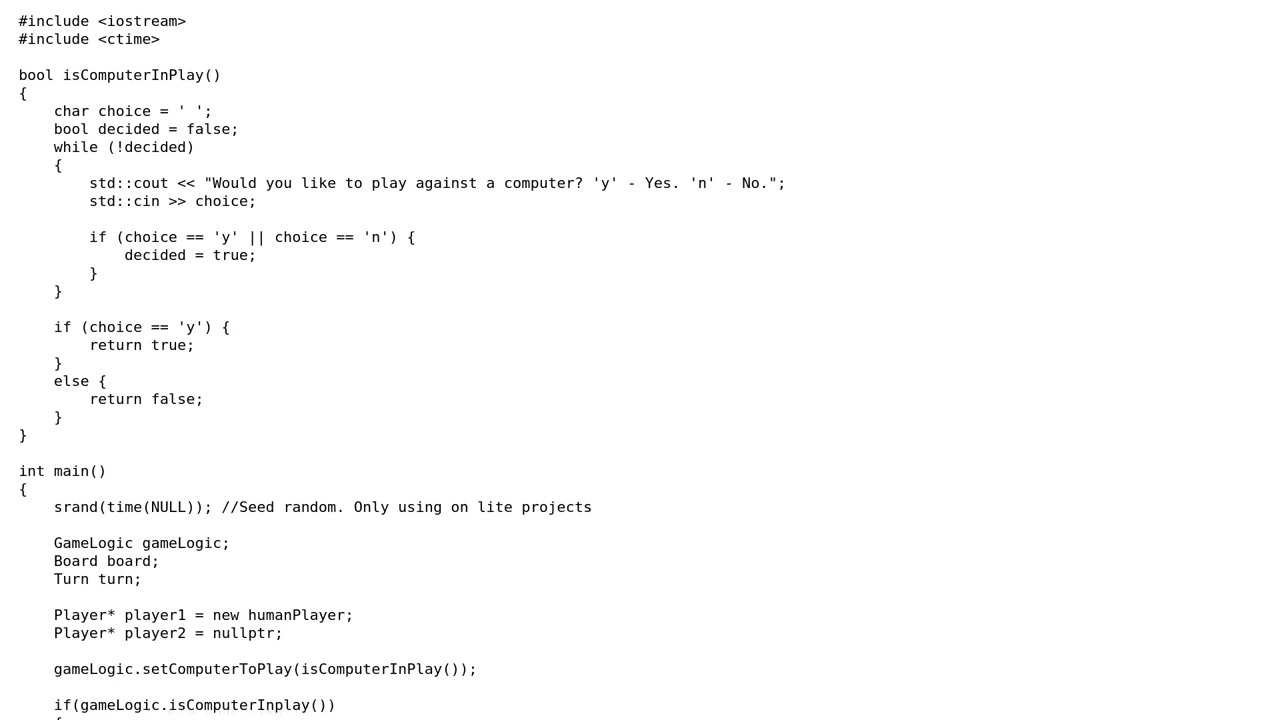 #include <iostream>
#include <ctime>

bool isComputerInPlay()
{
    char choice = ' ';
    bool decided = false;
    while (!decided)
    {
        std::cout << "Would you like to play against a computer? 'y' - Yes. 'n' - No.";
        std::cin >> choice;

        if (choice == 'y' || choice == 'n') {
            decided = true;
        }
    }

    if (choice == 'y') {
        return true;
    }
    else {
        return false;
    }
}

int main()
{
    srand(time(NULL)); //Seed random. Only using on lite projects

    GameLogic gameLogic;
    Board board;
    Turn turn;

    Player* player1 = new humanPlayer;
    Player* player2 = nullptr;

    gameLogic.setComputerToPlay(isComputerInPlay());

    if(gameLogic.isComputerInplay())
    {